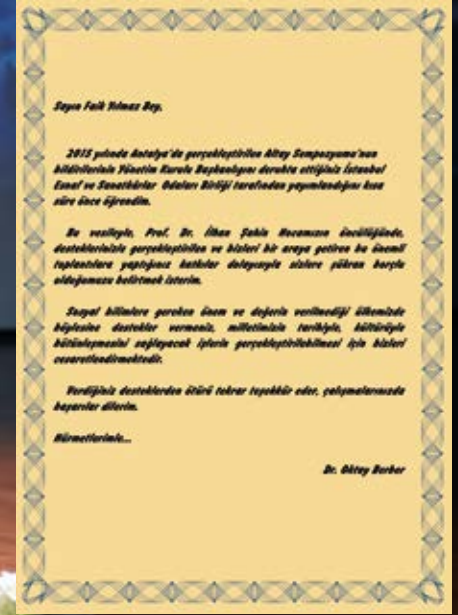 Sayın Faik Yılmaz Bey,
2015 yılında Antalya'da gerçekleştirilen Altay Sempozyumu'nun
bildirilerinin Yönetim Kurulu Başkanlığını deruhte ettiğiniz İstanbul
Esnaf ve Sanatkârlar Odaları Birliği tarafından yayımlandığını kısa
süre önce öğrendim.
Bu vesileyle, Prof. Dr. İlhan Şahin Hocamızın öncülüğünde,
desteklerinizle gerçekleştirilen ve bizleri bir araya getiren bu önemli
toplantılara yaptığınız katkılar dolayısıyla sizlere şükran borçlu
olduğumuzu belirtmek isterim.
Sosyal bilimlere gereken önem ve değerin verilmediği ülkemizde
böylesine destekler vermeniz, milletimizin tarihiyle, kültürüyle
bütünleşmesini sağlayacak işlerin gerçekleştirilebilmesi için bizleri
cesaretlendirmektedir.
Verdiğiniz desteklerden ötürü tekrar teşekkür eder, çalışmalarınızda
başarılar dilerim.
Hürmetlerimle...
Dr. Oktay Berber